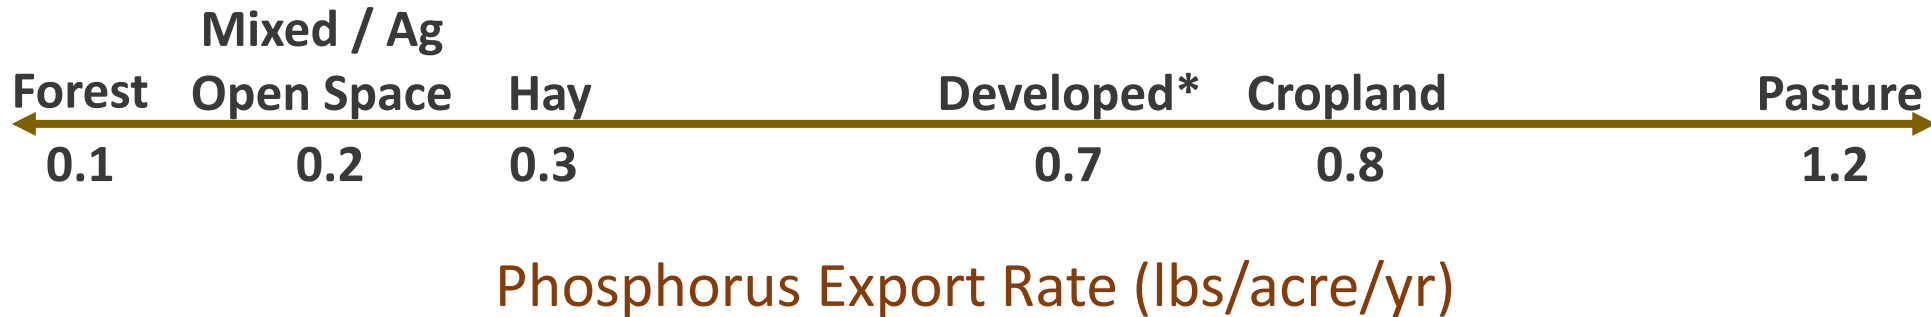 Mixed / Ag
Forest Open Space Hay Developed* Cropland Pasture
0.1 0.2 0.3 0.7 0.8 1.2
Phosphorus Export Rate (lbs/acre/yr)